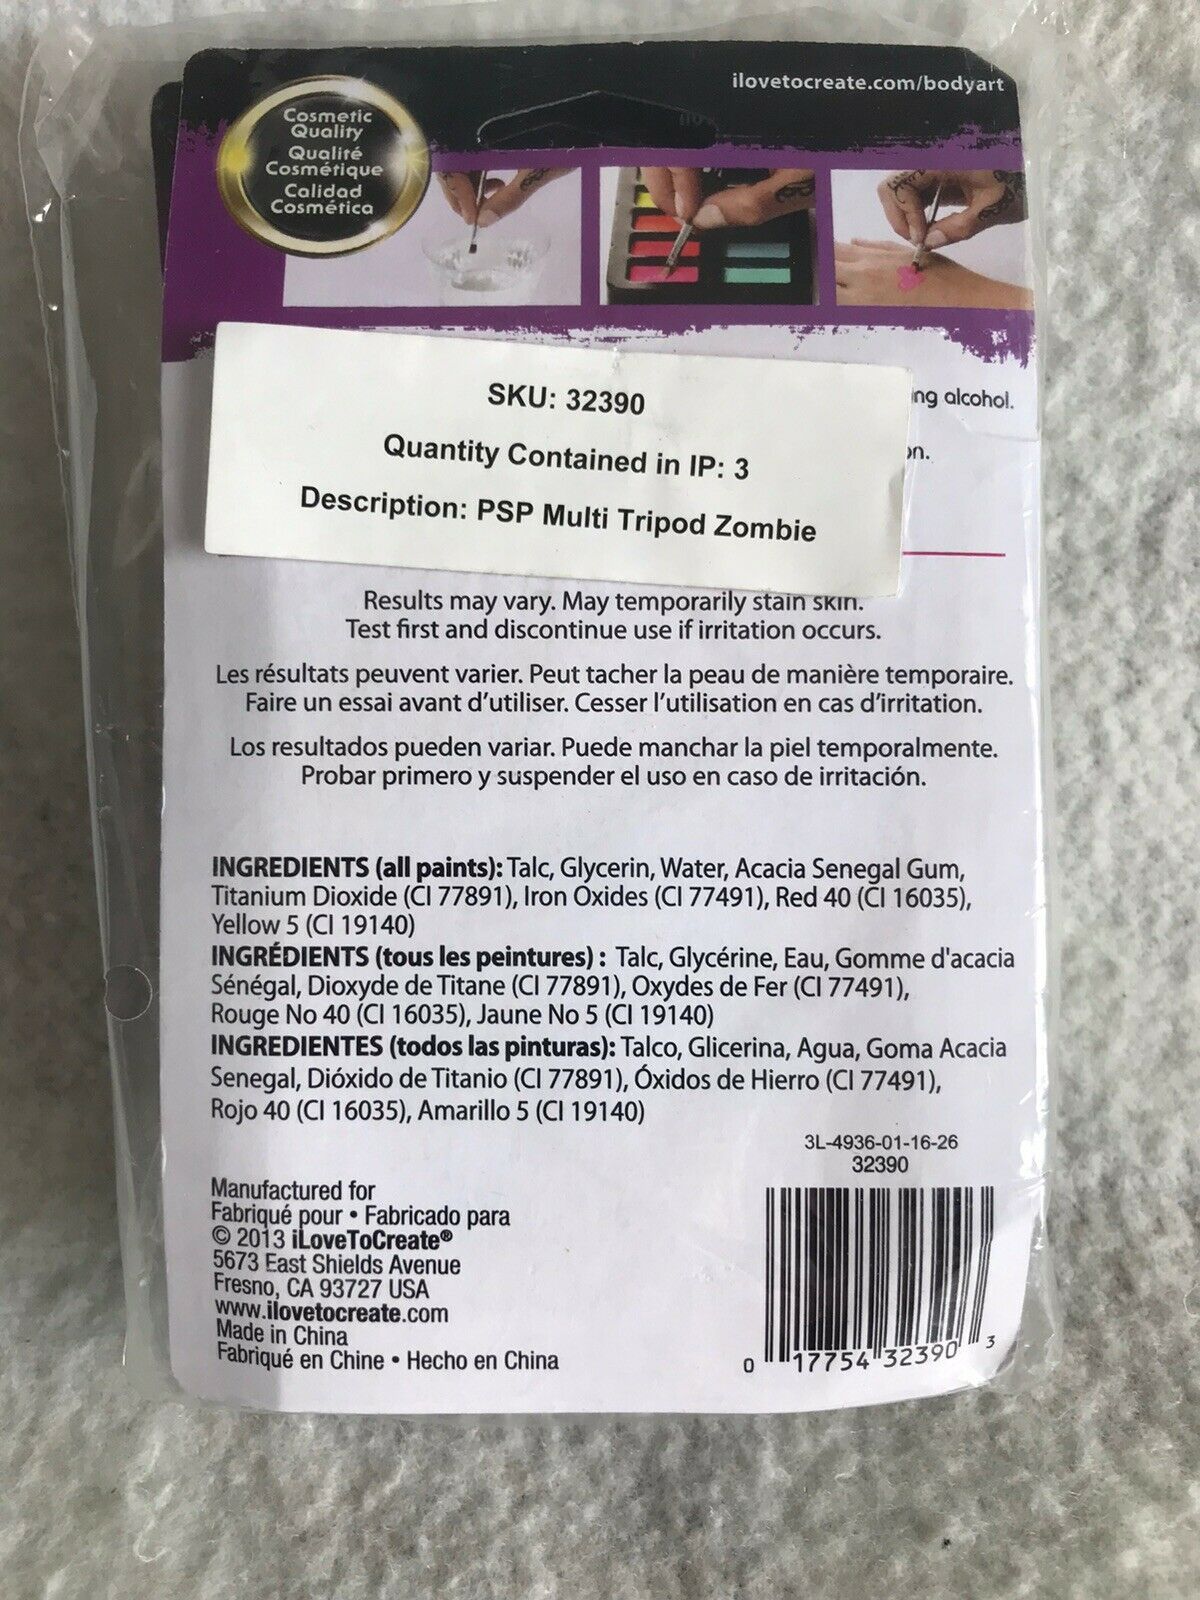 ilovetocreate.com/bodyart
Cosmetic
Quality
Qualité
Cosmétique
Calidad
Cosmética
SKU: 32390
Quantity Contained in IP: 3
Description: PSP Multi Tripod Zombie
alcohol.
Results may vary. May temporarily stain skin.
Test first and discontinue use if irritation occurs.
Les résultats peuvent varier. Peut tacher la peau de manière temporaire.
Faire un essai avant d'utiliser. Cesser l'utilisation en cas d'irritation.
Los resultados pueden variar. Puede manchar la piel temporalmente.
Probar primero y suspender el uso en caso de irritación.
INGREDIENTS (all paints): Talc, Glycerin, Water, Acacia Senegal Gum,
Titanium Dioxide (CI 77891), Iron Oxides (CI 77491), Red 40 (CI 16035),
Yellow 5 (CI 19140)
INGRÉDIENTS (tous les peintures) : Talc, Glycérine, Eau, Gomme d'acacia
Sénégal, Dioxyde de Titane (CI 77891), Oxydes de Fer (CI 77491),
Rouge No 40 (CI 16035), Jaune No 5 (CI 19140)
INGREDIENTES (todos las pinturas): Talco, Glicerina, Agua, Goma Acacia
Senegal, Dióxido de Titanio (CI 77891), Óxidos de Hierro (CI 77491),
Rojo 40 (CI 16035), Amarillo 5 (CI 19140)
3L-4936-01-16-26
32390
Manufactured for
Fabriqué pour • Fabricado para
© 2013 iLoveToCreate®
5673 East Shields Avenue
Fresno, CA 93727 USA
www.ilovetocreate.com
Made in China
Fabriqué en Chine • Hecho en China
0 17754 32390 3